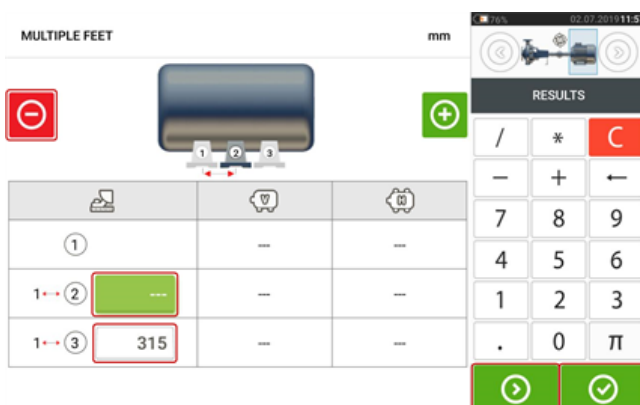 76% 02.07.2019 11:5
MULTIPLE FEET mm
RESULTS
1 2 3
V H
1 --- ---
1↔2 --- --- ---
1↔3 315 --- ---
/ * C
− + ←
7 8 9
4 5 6
1 2 3
. 0 π